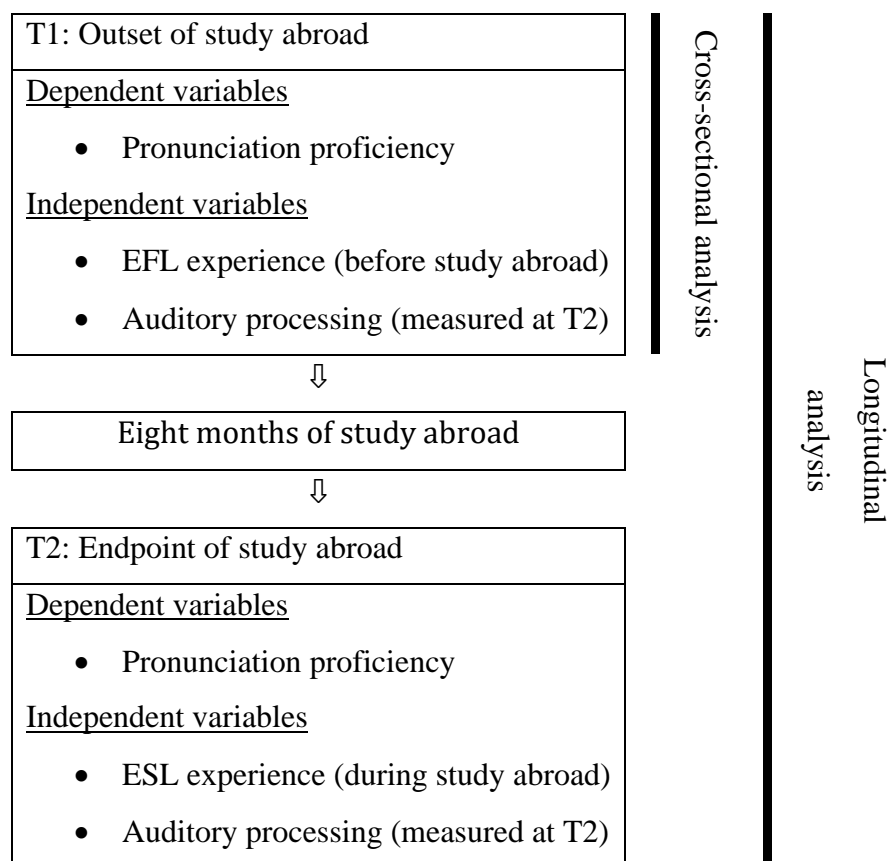 T1: Outset of study abroad
Dependent variables
• Pronunciation proficiency
Independent variables
• EFL experience (before study abroad)
• Auditory processing (measured at T2)
⇩
Eight months of study abroad
⇩
T2: Endpoint of study abroad
Dependent variables
• Pronunciation proficiency
Independent variables
• ESL experience (during study abroad)
• Auditory processing (measured at T2)
Cross-sectional analysis
Longitudinal
analysis